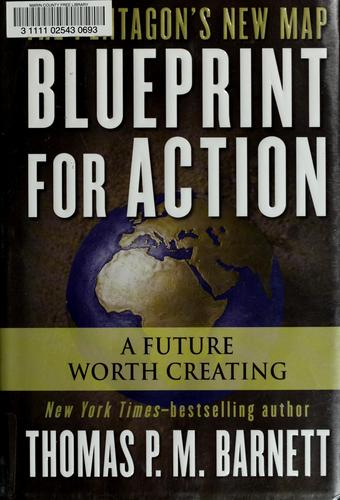 MARIN COUNTY FREE LIBRARY
3 1111 02543 0693
PENTAGON'S NEW MAP
BLUEPRINT
FOR ACTION
A FUTURE
WORTH CREATING
New York Times–bestselling author
THOMAS P. M. BARNETT